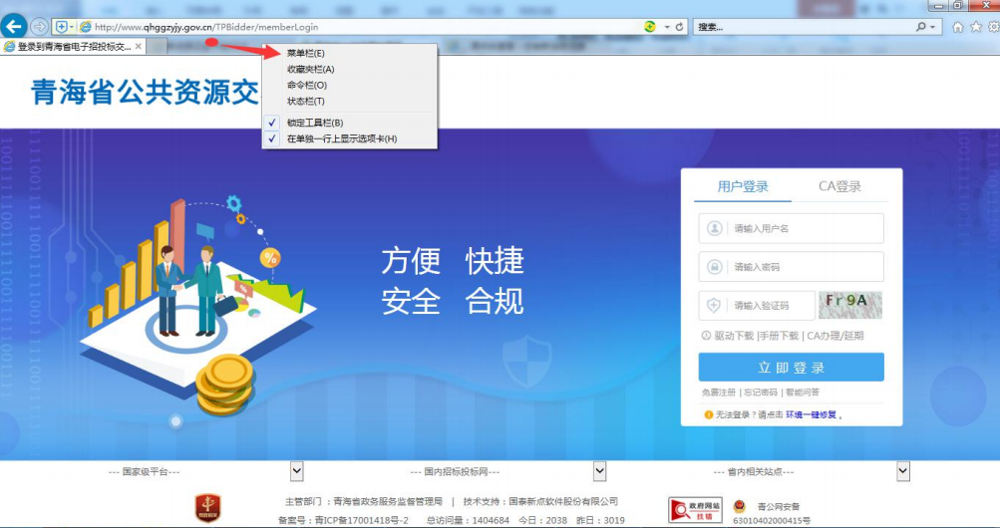 http://www.qhggzyjy.gov.cn/TPBidder/memberLogin
搜索...
登录到青海省电子招投标交... ×
菜单栏(E)
收藏夹栏(A)
命令栏(O)
状态栏(T)
✓ 锁定工具栏(B)
✓ 在单独一行上显示选项卡(H)
青海省公共资源交
用户登录 CA登录
请输入用户名
请输入密码
请输入验证码 Fr9A
驱动下载 |手册下载 | CA办理/延期
立即登录
免费注册 | 忘记密码 | 智能问答
无法登录？请点击 环境一键修复 。
方便 快捷
安全 合规
%
%
--- 国家级平台--- --- 国内招标投标网--- --- 省内相关站点---
主管部门 ：青海省政务服务监督管理局 | 技术支持：国泰新点软件股份有限公司
备案号：青ICP备17001418号-2 总访问量：1404684 今日：2038 昨日：3019
政府网站
找错
青公网安备
63010402000415号